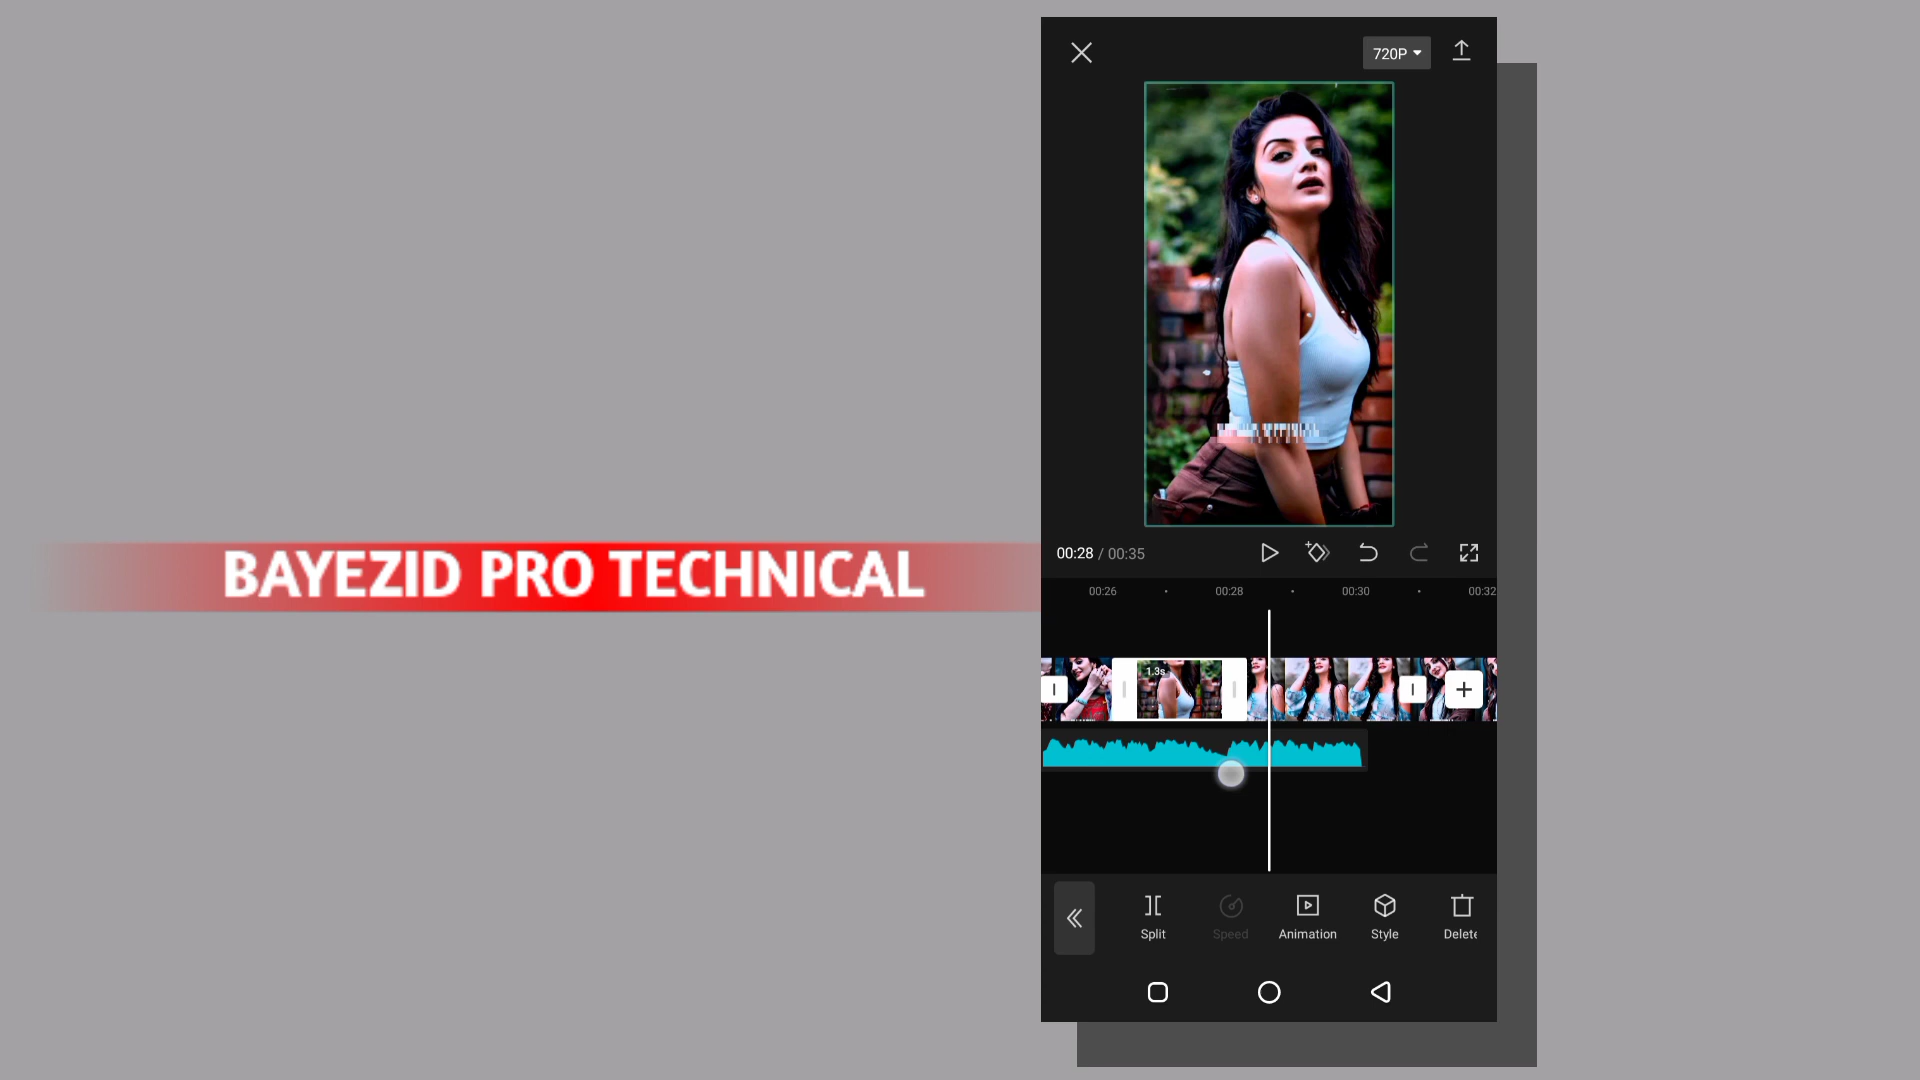 720P
BAYEZID PRO TECHNICAL
00:28 / 00:35
00:26 00:28 00:30 00:32
1.3s
Split Speed Animation Style Delete